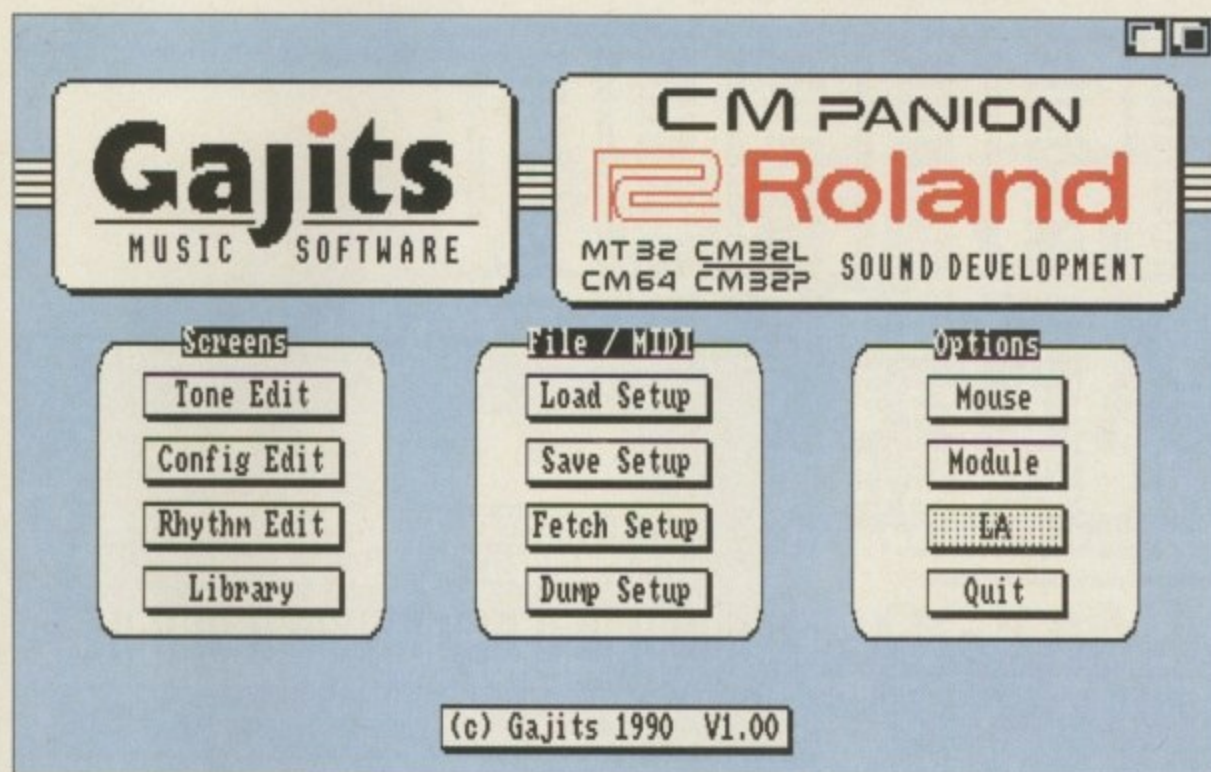 Gajits
MUSIC SOFTWARE
CM PANION
Roland
MT32 CM32L
CM64 CM32P
SOUND DEVELOPMENT
Screens
Tone Edit
Config Edit
Rhythm Edit
Library
File / MIDI
Load Setup
Save Setup
Fetch Setup
Dump Setup
Options
Mouse
Module
LA
Quit
(c) Gajits 1990 V1.00